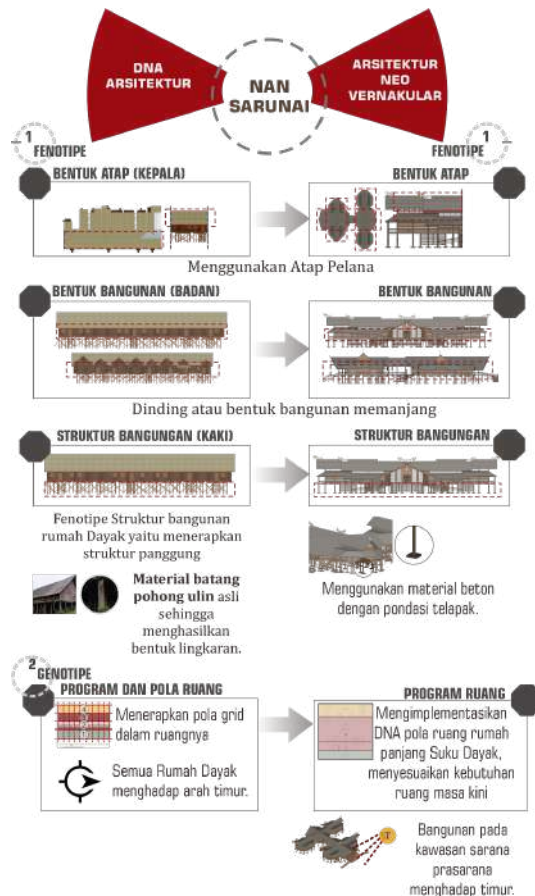 DNA
ARSITEKTUR
NAN
SARUNAI
ARSITEKTUR
NEO
VERNAKULAR
1
FENOTIPE
1
FENOTIPE
BENTUK ATAP (KEPALA)
BENTUK ATAP
Menggunakan Atap Pelana
BENTUK BANGUNAN (BADAN)
BENTUK BANGUNAN
Dinding atau bentuk bangunan memanjang
STRUKTUR BANGUNGAN (KAKI)
STRUKTUR BANGUNGAN
Fenotipe Struktur bangunan
rumah Dayak yaitu menerapkan
struktur panggung
Material batang
pohong ulin asli
sehingga
menghasilkan
bentuk lingkaran.
Menggunakan material beton
dengan pondasi telapak.
2
GENOTIPE
PROGRAM DAN POLA RUANG
Menerapkan pola grid
dalam ruangnya
Semua Rumah Dayak
menghadap arah timur.
PROGRAM RUANG
Mengimplementasikan
DNA pola ruang rumah
panjang Suku Dayak,
menyesuaikan kebutuhan
ruang masa kini
T
Bangunan pada
kawasan sarana
prasarana
menghadap timur.